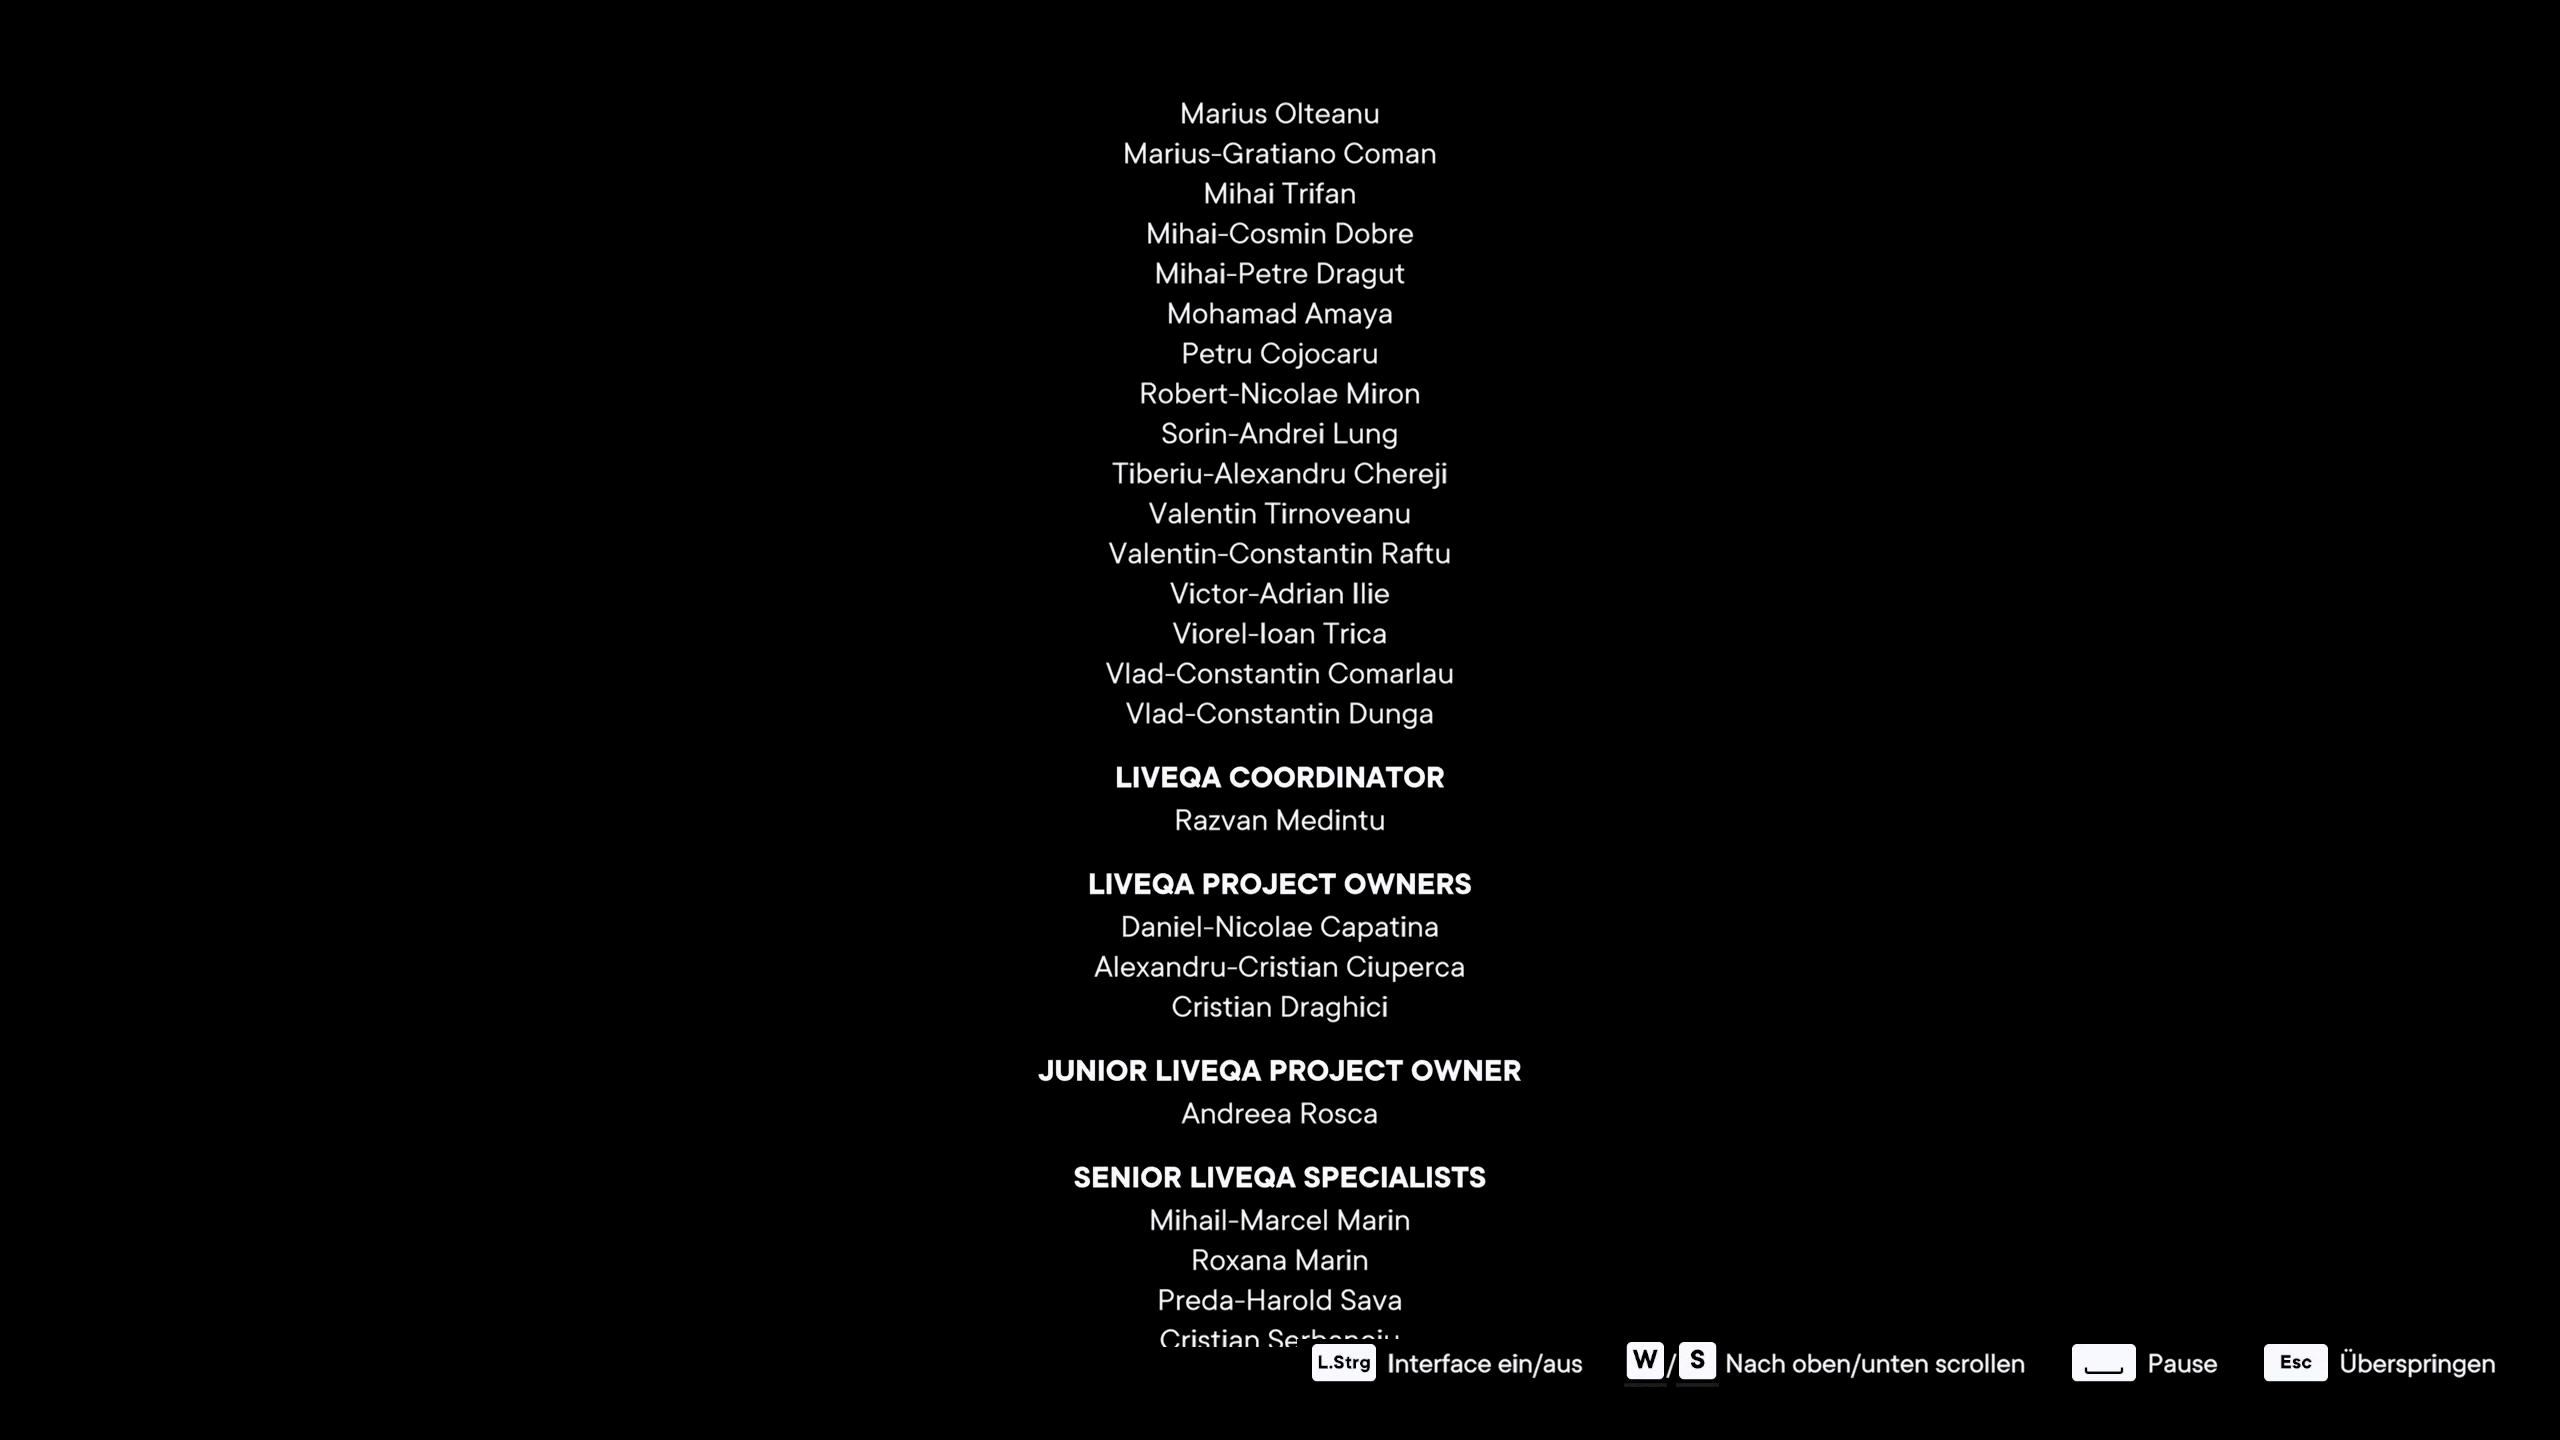 Marius Olteanu
Marius-Gratiano Coman
Mihai Trifan
Mihai-Cosmin Dobre
Mihai-Petre Dragut
Mohamad Amaya
Petru Cojocaru
Robert-Nicolae Miron
Sorin-Andrei Lung
Tiberiu-Alexandru Chereji
Valentin Tirnoveanu
Valentin-Constantin Raftu
Victor-Adrian Ilie
Viorel-Ioan Trica
Vlad-Constantin Comarlau
Vlad-Constantin Dunga
LIVEQA COORDINATOR
Razvan Medintu
LIVEQA PROJECT OWNERS
Daniel-Nicolae Capatina
Alexandru-Cristian Ciuperca
Cristian Draghici
JUNIOR LIVEQA PROJECT OWNER
Andreea Rosca
SENIOR LIVEQA SPECIALISTS
Mihail-Marcel Marin
Roxana Marin
Preda-Harold Sava
Cristian
L.Strg Interface ein/aus W/S Nach oben/unten scrollen Pause Esc Überspringen